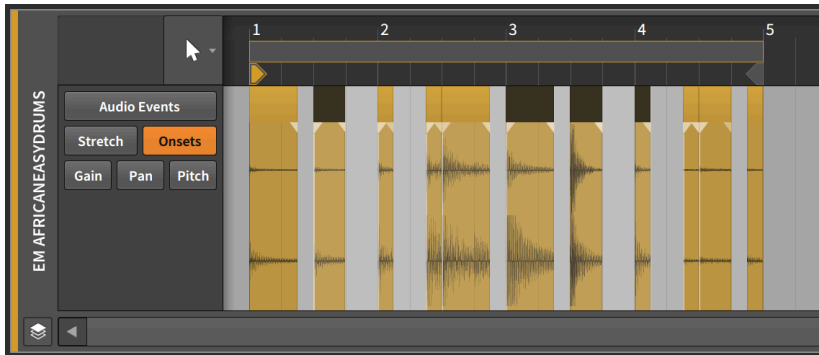 1 2 3 4 5
EM AFRICANEASYDRUMS
Audio Events
Stretch Onsets
Gain Pan Pitch